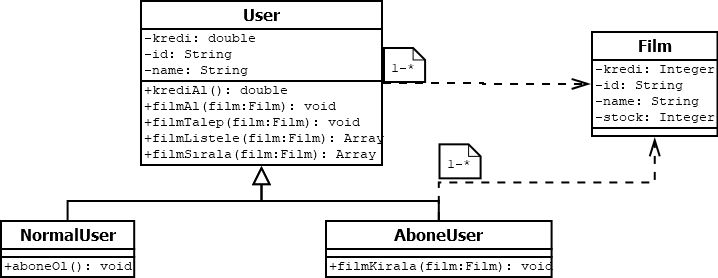 User
-kredi: double
-id: String
-name: String
+krediAl(): double
+filmAl(film:Film): void
+filmTalep(film:Film): void
+filmListele(film:Film): Array
+filmSirala(film:Film): Array
1-*
Film
-kredi: Integer
-id: String
-name: String
-stock: Integer
1-*
NormalUser
+aboneOl(): void
AboneUser
+filmKirala(film:Film): void